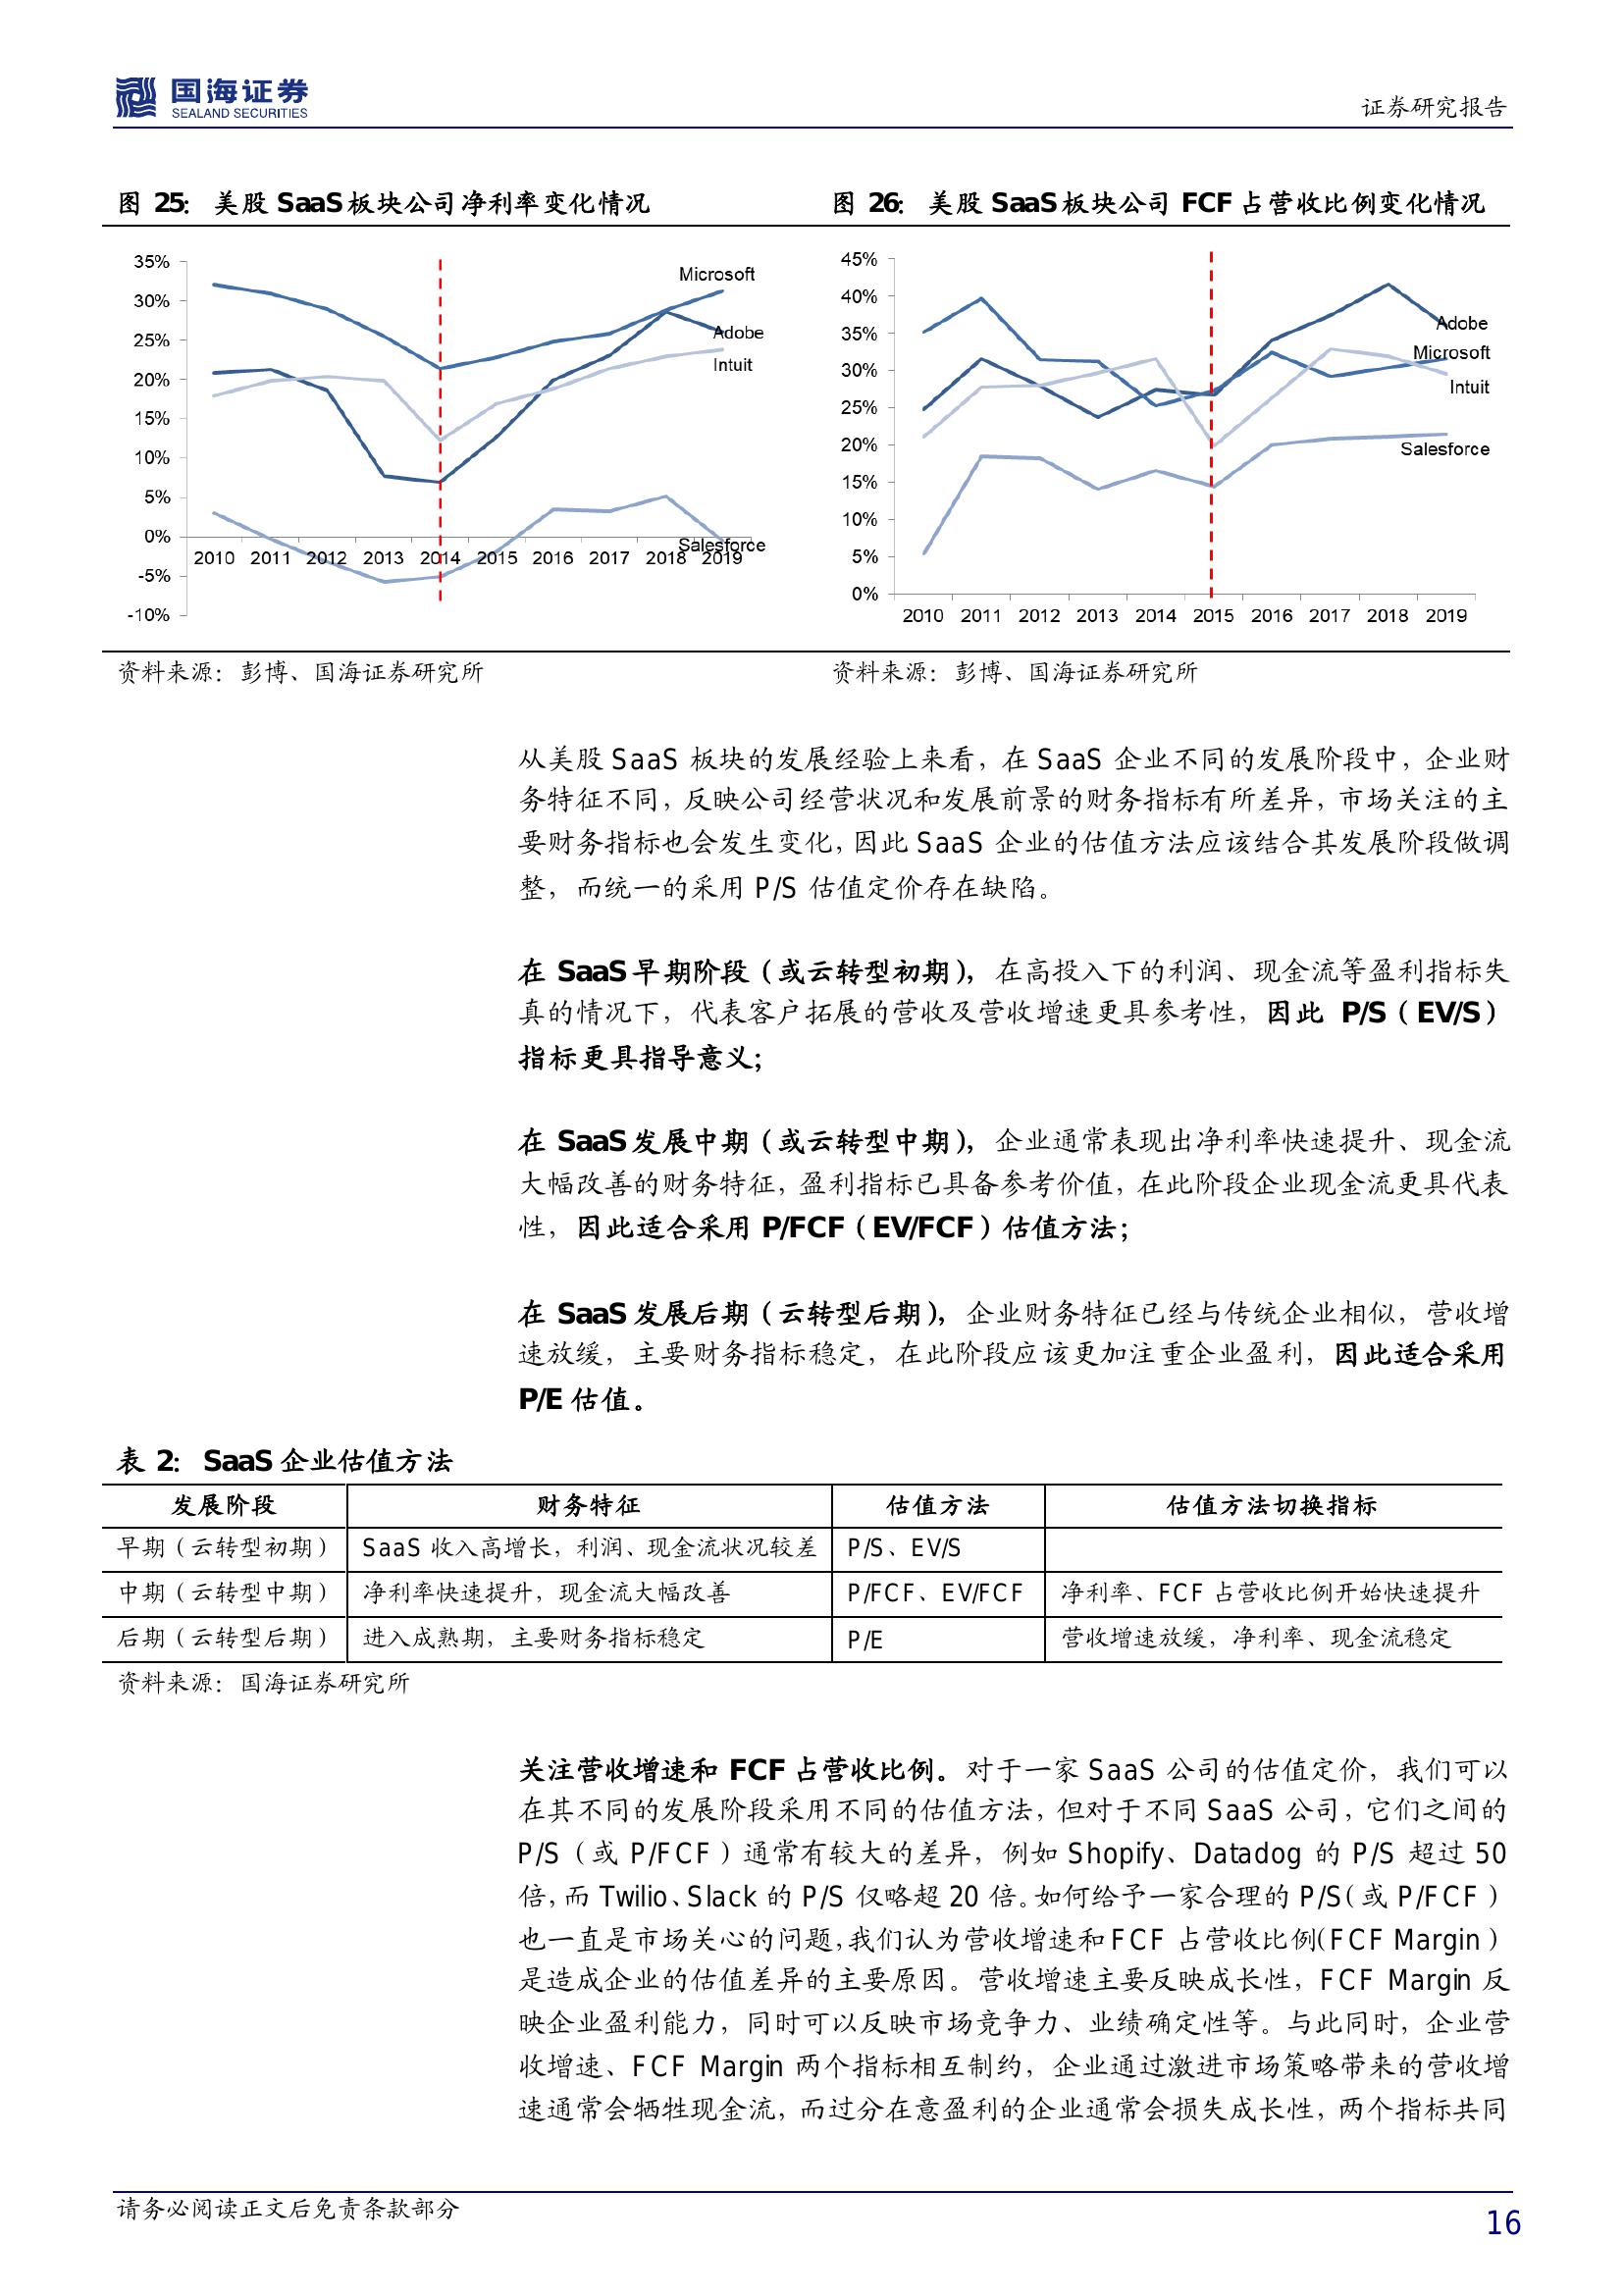 国海证券
SEALAND SECURITIES
证券研究报告
图 25: 美股 SaaS 板块公司净利率变化情况
35%
30%
25%
20%
15%
10%
5%
0%
-5%
-10%
2010 2011 2012 2013 2014 2015 2016 2017 2018 2019
Microsoft
Adobe
Intuit
Salesforce
资料来源：彭博、国海证券研究所
图 26: 美股 SaaS 板块公司 FCF 占营收比例变化情况
45%
40%
35%
30%
25%
20%
15%
10%
5%
0%
2010 2011 2012 2013 2014 2015 2016 2017 2018 2019
Adobe
Microsoft
Intuit
Salesforce
资料来源：彭博、国海证券研究所
从美股 SaaS 板块的发展经验上来看，在 SaaS 企业不同的发展阶段中，企业财
务特征不同，反映公司经营状况和发展前景的财务指标有所差异，市场关注的主
要财务指标也会发生变化，因此 SaaS 企业的估值方法应该结合其发展阶段做调
整，而统一的采用 P/S 估值定价存在缺陷。
在 SaaS 早期阶段（或云转型初期），在高投入下的利润、现金流等盈利指标失
真的情况下，代表客户拓展的营收及营收增速更具参考性，因此 P/S（EV/S）
指标更具指导意义；
在 SaaS 发展中期（或云转型中期），企业通常表现出净利率快速提升、现金流
大幅改善的财务特征，盈利指标已具备参考价值，在此阶段企业现金流更具代表
性，因此适合采用 P/FCF（EV/FCF）估值方法；
在 SaaS 发展后期（云转型后期），企业财务特征已经与传统企业相似，营收增
速放缓，主要财务指标稳定，在此阶段应该更加注重企业盈利，因此适合采用
P/E 估值。
表 2: SaaS 企业估值方法
发展阶段 财务特征 估值方法 估值方法切换指标
早期（云转型初期） SaaS 收入高增长，利润、现金流状况较差 P/S、EV/S
中期（云转型中期） 净利率快速提升，现金流大幅改善 P/FCF、EV/FCF 净利率、FCF 占营收比例开始快速提升
后期（云转型后期） 进入成熟期，主要财务指标稳定 P/E 营收增速放缓，净利率、现金流稳定
资料来源：国海证券研究所
关注营收增速和 FCF 占营收比例。对于一家 SaaS 公司的估值定价，我们可以
在其不同的发展阶段采用不同的估值方法，但对于不同 SaaS 公司，它们之间的
P/S（或 P/FCF）通常有较大的差异，例如 Shopify、Datadog 的 P/S 超过 50
倍，而 Twilio、Slack 的 P/S 仅略超 20 倍。如何给予一家合理的 P/S（或 P/FCF）
也一直是市场关心的问题，我们认为营收增速和 FCF 占营收比例（FCF Margin）
是造成企业的估值差异的主要原因。营收增速主要反映成长性，FCF Margin 反
映企业盈利能力，同时可以反映市场竞争力、业绩确定性等。与此同时，企业营
收增速、FCF Margin 两个指标相互制约，企业通过激进市场策略带来的营收增
速通常会牺牲现金流，而过分在意盈利的企业通常会损失成长性，两个指标共同
请务必阅读正文后免责条款部分
16